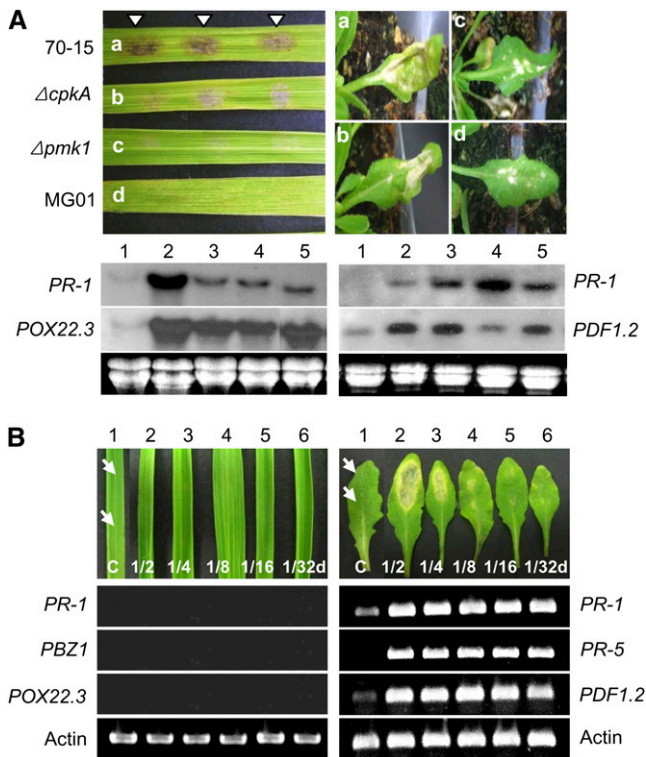 A
70-15
ΔcpkA
Δpmk1
MG01
a
b
c
d
a
c
b
d
1 2 3 4 5
PR-1
POX22.3
1 2 3 4 5
PR-1
PDF1.2
B
1 2 3 4 5 6
C 1/2 1/4 1/8 1/16 1/32d
PR-1
PBZ1
POX22.3
Actin
1 2 3 4 5 6
C 1/2 1/4 1/8 1/16 1/32d
PR-1
PR-5
PDF1.2
Actin